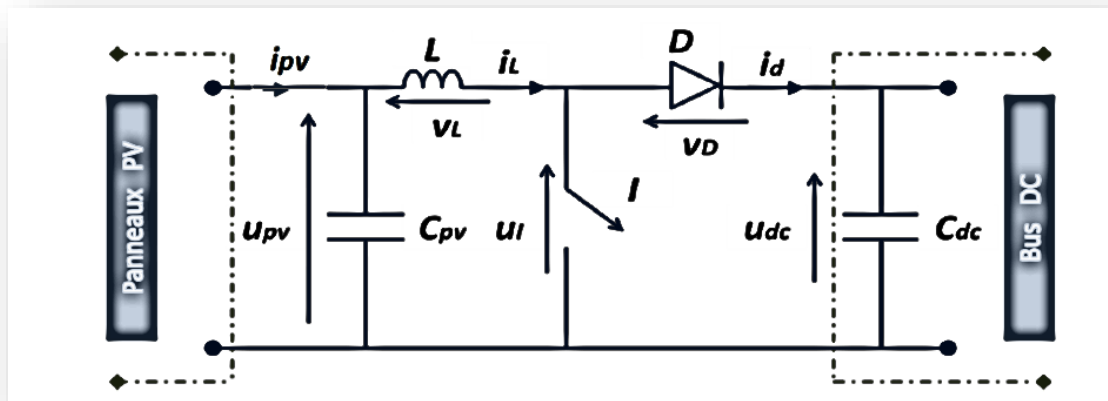 ipv
L
iL
D
id
vL
vD
Panneaux PV
upv
Cpv
uI
I
udc
Cdc
Bus DC